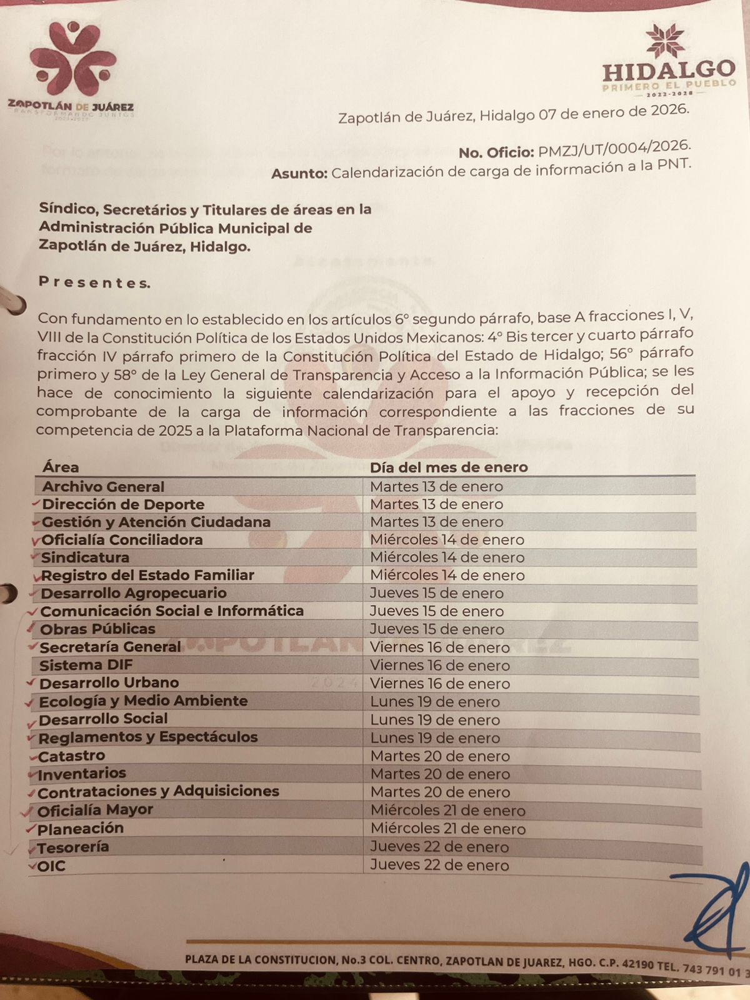 ZAPOTLÁN DE JUÁREZ
TRANSFORMANDO JUNTOS
HIDALGO
PRIMERO EL PUEBLO
2022-2028
Zapotlán de Juárez, Hidalgo 07 de enero de 2026.
No. Oficio: PMZJ/UT/0004/2026.
Asunto: Calendarización de carga de información a la PNT.
Síndico, Secretários y Titulares de áreas en la
Administración Pública Municipal de
Zapotlán de Juárez, Hidalgo.
P r e s e n t e s.
Con fundamento en lo establecido en los artículos 6° segundo párrafo, base A fracciones I, V,
VIII de la Constitución Política de los Estados Unidos Mexicanos: 4° Bis tercer y cuarto párrafo
fracción IV párrafo primero de la Constitución Política del Estado de Hidalgo; 56° párrafo
primero y 58° de la Ley General de Transparencia y Acceso a la Información Pública; se les
hace de conocimiento la siguiente calendarización para el apoyo y recepción del
comprobante de la carga de información correspondiente a las fracciones de su
competencia de 2025 a la Plataforma Nacional de Transparencia:
Área Día del mes de enero
Archivo General Martes 13 de enero
Dirección de Deporte Martes 13 de enero
Gestión y Atención Ciudadana Martes 13 de enero
Oficialía Conciliadora Miércoles 14 de enero
Sindicatura Miércoles 14 de enero
Registro del Estado Familiar Miércoles 14 de enero
Desarrollo Agropecuario Jueves 15 de enero
Comunicación Social e Informática Jueves 15 de enero
Obras Públicas Jueves 15 de enero
Secretaría General Viernes 16 de enero
Sistema DIF Viernes 16 de enero
Desarrollo Urbano Viernes 16 de enero
Ecología y Medio Ambiente Lunes 19 de enero
Desarrollo Social Lunes 19 de enero
Reglamentos y Espectáculos Lunes 19 de enero
Catastro Martes 20 de enero
Inventarios Martes 20 de enero
Contrataciones y Adquisiciones Martes 20 de enero
Oficialía Mayor Miércoles 21 de enero
Planeación Miércoles 21 de enero
Tesorería Jueves 22 de enero
OIC Jueves 22 de enero
PLAZA DE LA CONSTITUCION, No.3 COL. CENTRO, ZAPOTLAN DE JUAREZ, HGO. C.P. 42190 TEL. 743 791 01 3